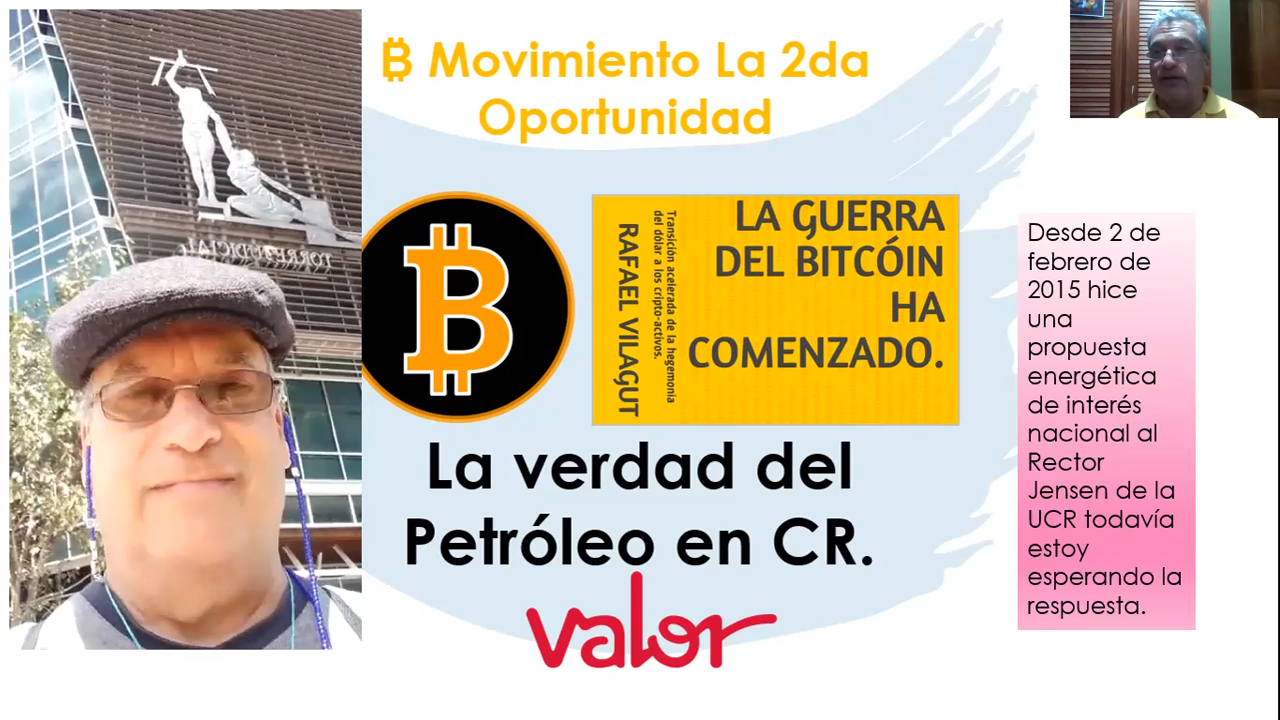 ₿ Movimiento La 2da
Oportunidad
LA GUERRA
DEL BITCÓIN
HA
COMENZADO.
Transición acelerada de la hegemonía
del dólar a los cripto-activos.
RAFAEL VILAGUT
La verdad del
Petróleo en CR.
valor
Desde 2 de
febrero de
2015 hice
una
propuesta
energética
de interés
nacional al
Rector
Jensen de la
UCR todavía
estoy
esperando la
respuesta.
TORRE JUDICIAL